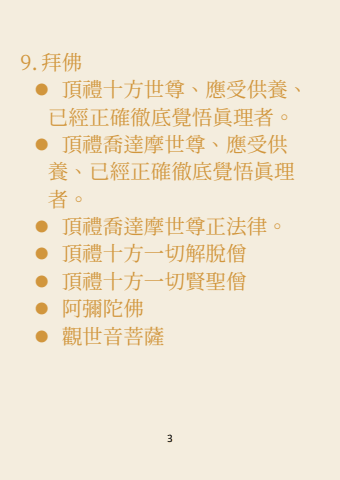 9. 拜佛
● 頂禮十方世尊、應受供養、
已經正確徹底覺悟眞理者。
● 頂禮喬達摩世尊、應受供
養、已經正確徹底覺悟眞理
者。
● 頂禮喬達摩世尊正法律。
● 頂禮十方一切解脫僧
● 頂禮十方一切賢聖僧
● 阿彌陀佛
● 觀世音菩薩
3